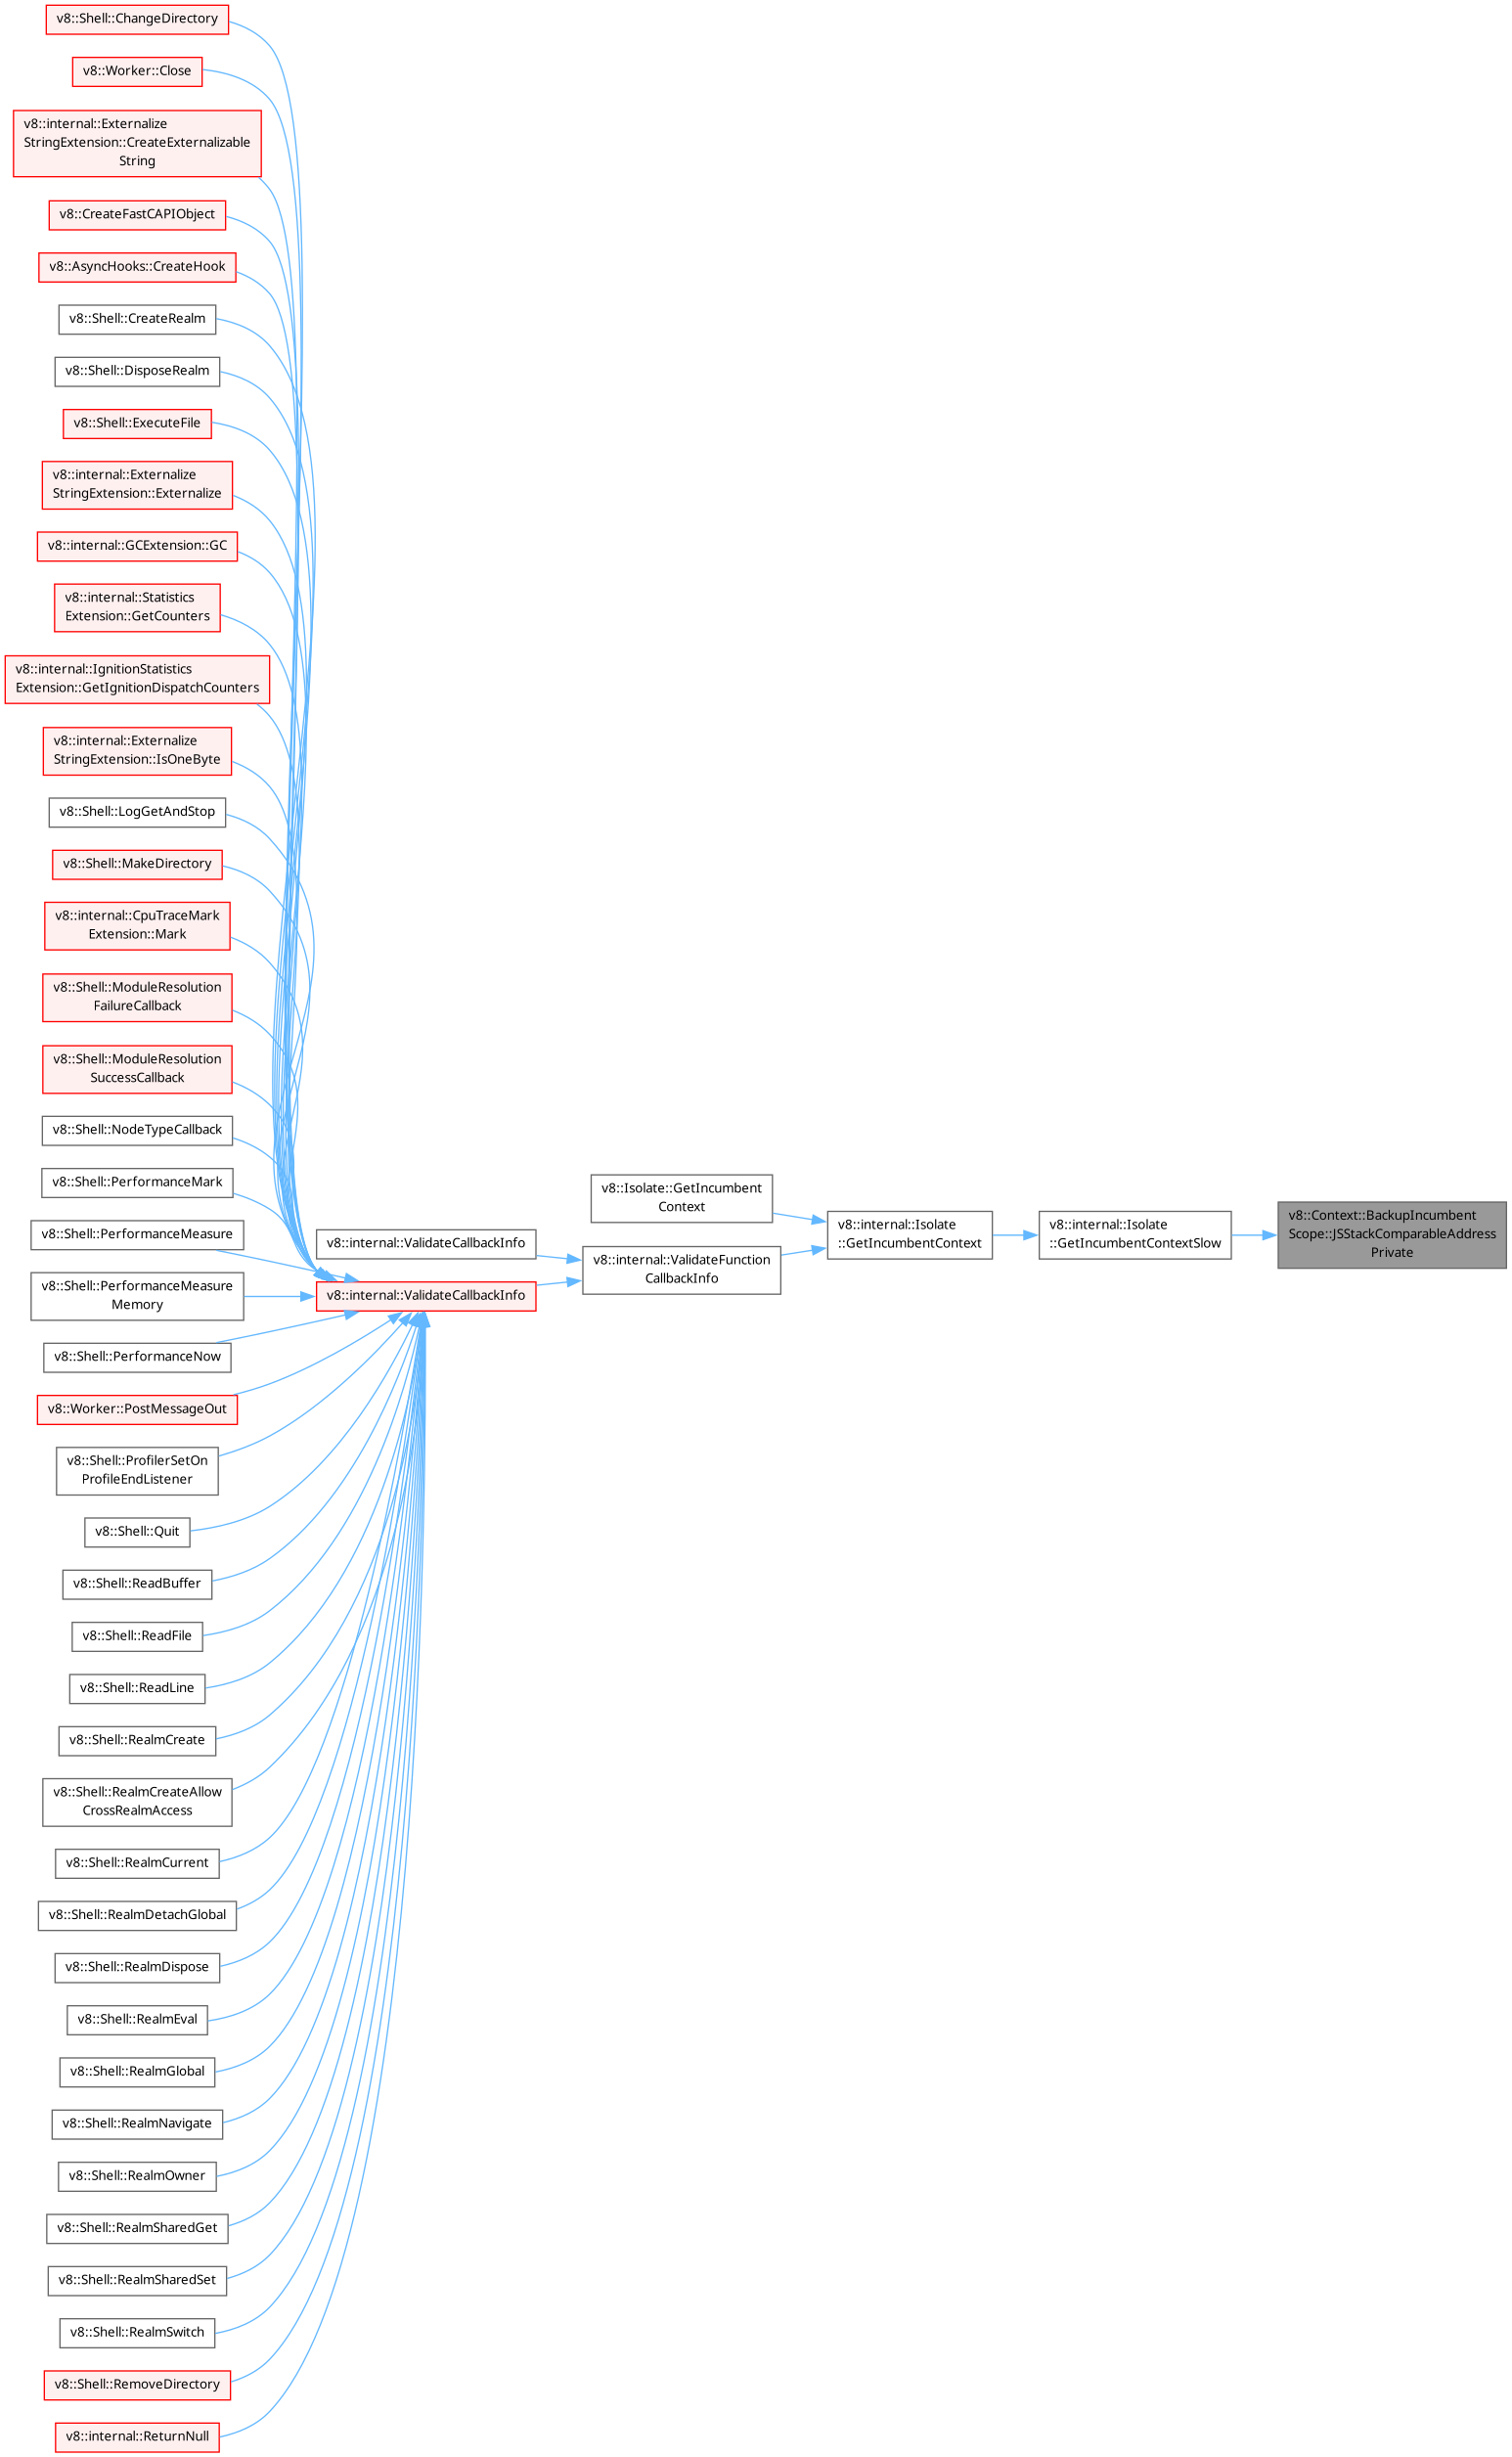 v8::Shell::ChangeDirectory
v8::Worker::Close
v8::internal::Externalize
StringExtension::CreateExternalizable
String
v8::CreateFastCAPIObject
v8::AsyncHooks::CreateHook
v8::Shell::CreateRealm
v8::Shell::DisposeRealm
v8::Shell::ExecuteFile
v8::internal::Externalize
StringExtension::Externalize
v8::internal::GCExtension::GC
v8::internal::Statistics
Extension::GetCounters
v8::internal::IgnitionStatistics
Extension::GetIgnitionDispatchCounters
v8::internal::Externalize
StringExtension::IsOneByte
v8::Shell::LogGetAndStop
v8::Shell::MakeDirectory
v8::internal::CpuTraceMark
Extension::Mark
v8::Shell::ModuleResolution
FailureCallback
v8::Shell::ModuleResolution
SuccessCallback
v8::Shell::NodeTypeCallback
v8::Shell::PerformanceMark
v8::Shell::PerformanceMeasure
v8::Shell::PerformanceMeasure
Memory
v8::Shell::PerformanceNow
v8::Worker::PostMessageOut
v8::Shell::ProfilerSetOn
ProfileEndListener
v8::Shell::Quit
v8::Shell::ReadBuffer
v8::Shell::ReadFile
v8::Shell::ReadLine
v8::Shell::RealmCreate
v8::Shell::RealmCreateAllow
CrossRealmAccess
v8::Shell::RealmCurrent
v8::Shell::RealmDetachGlobal
v8::Shell::RealmDispose
v8::Shell::RealmEval
v8::Shell::RealmGlobal
v8::Shell::RealmNavigate
v8::Shell::RealmOwner
v8::Shell::RealmSharedGet
v8::Shell::RealmSharedSet
v8::Shell::RealmSwitch
v8::Shell::RemoveDirectory
v8::internal::ReturnNull
v8::internal::ValidateCallbackInfo
v8::internal::ValidateCallbackInfo
v8::Isolate::GetIncumbent
Context
v8::internal::ValidateFunction
CallbackInfo
v8::internal::Isolate
::GetIncumbentContext
v8::internal::Isolate
::GetIncumbentContextSlow
v8::Context::BackupIncumbent
Scope::JSStackComparableAddress
Private